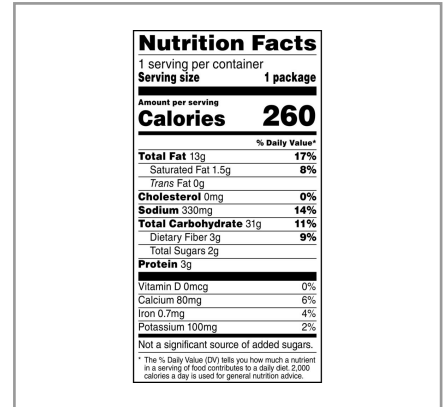 Nutrition Facts
1 serving per container
Serving size 1 package
Amount per serving
Calories 260
% Daily Value*
Total Fat 13g 17%
Saturated Fat 1.5g 8%
Trans Fat 0g
Cholesterol 0mg 0%
Sodium 330mg 14%
Total Carbohydrate 31g 11%
Dietary Fiber 3g 9%
Total Sugars 2g
Protein 3g
Vitamin D 0mcg 0%
Calcium 80mg 6%
Iron 0.7mg 4%
Potassium 100mg 2%
Not a significant source of added sugars.
* The % Daily Value (DV) tells you how much a nutrient
in a serving of food contributes to a daily diet. 2,000
calories a day is used for general nutrition advice.